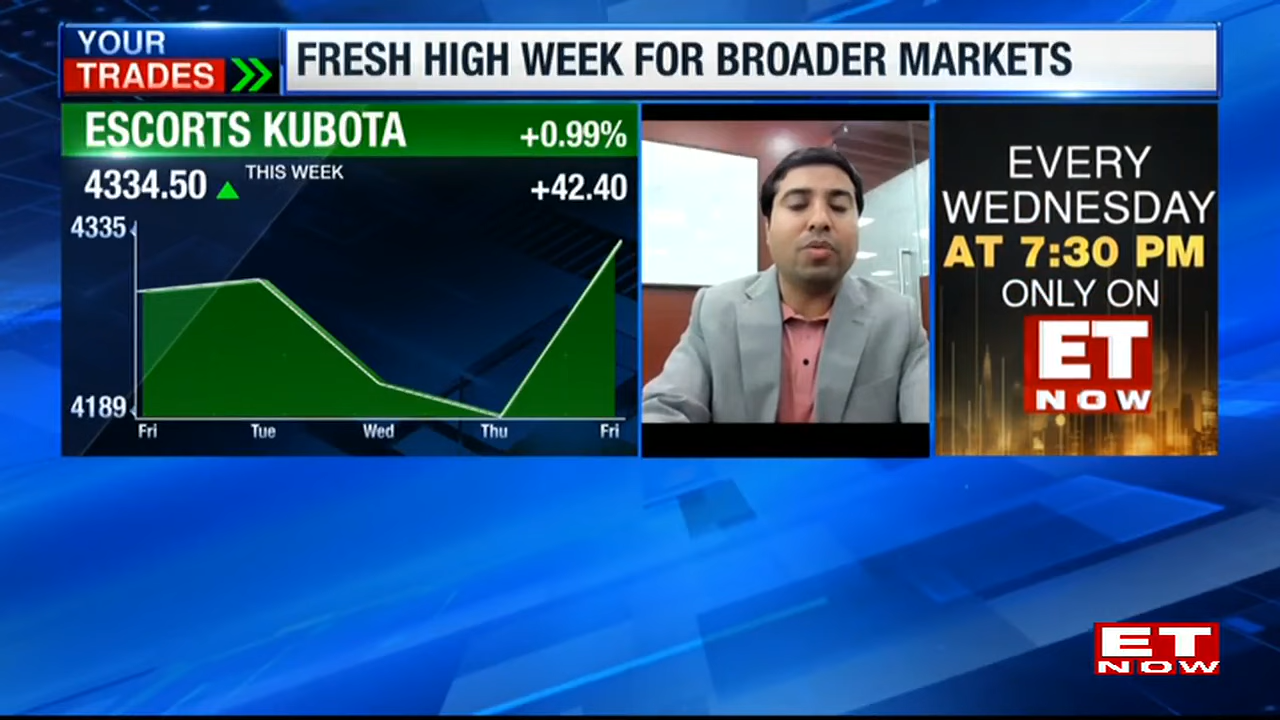 YOUR
TRADES
FRESH HIGH WEEK FOR BROADER MARKETS
ESCORTS KUBOTA
+0.99%
4334.50
THIS WEEK
+42.40
4335
4189
Fri
Tue
Wed
Thu
Fri
EVERY
WEDNESDAY
AT 7:30 PM
ONLY ON
ET
NOW
ET
NOW